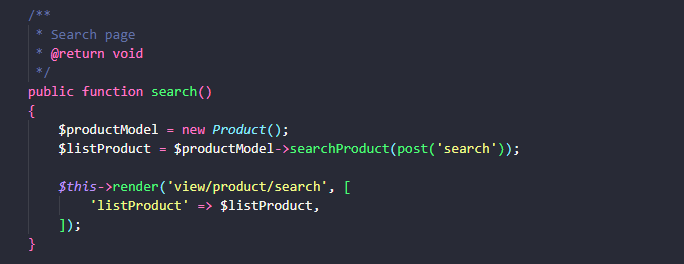 /**
 * Search page
 * @return void
 */
public function search()
{
    $productModel = new Product();
    $listProduct = $productModel->searchProduct(post('search'));
    $this->render('view/product/search', [
        'listProduct' => $listProduct,
    ]);
}